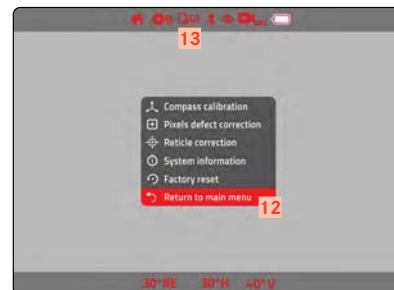 13
Compass calibration
Pixels defect correction
Reticle correction
System information
Factory reset
Return to main menu
12
30°NE 30°H 40°V